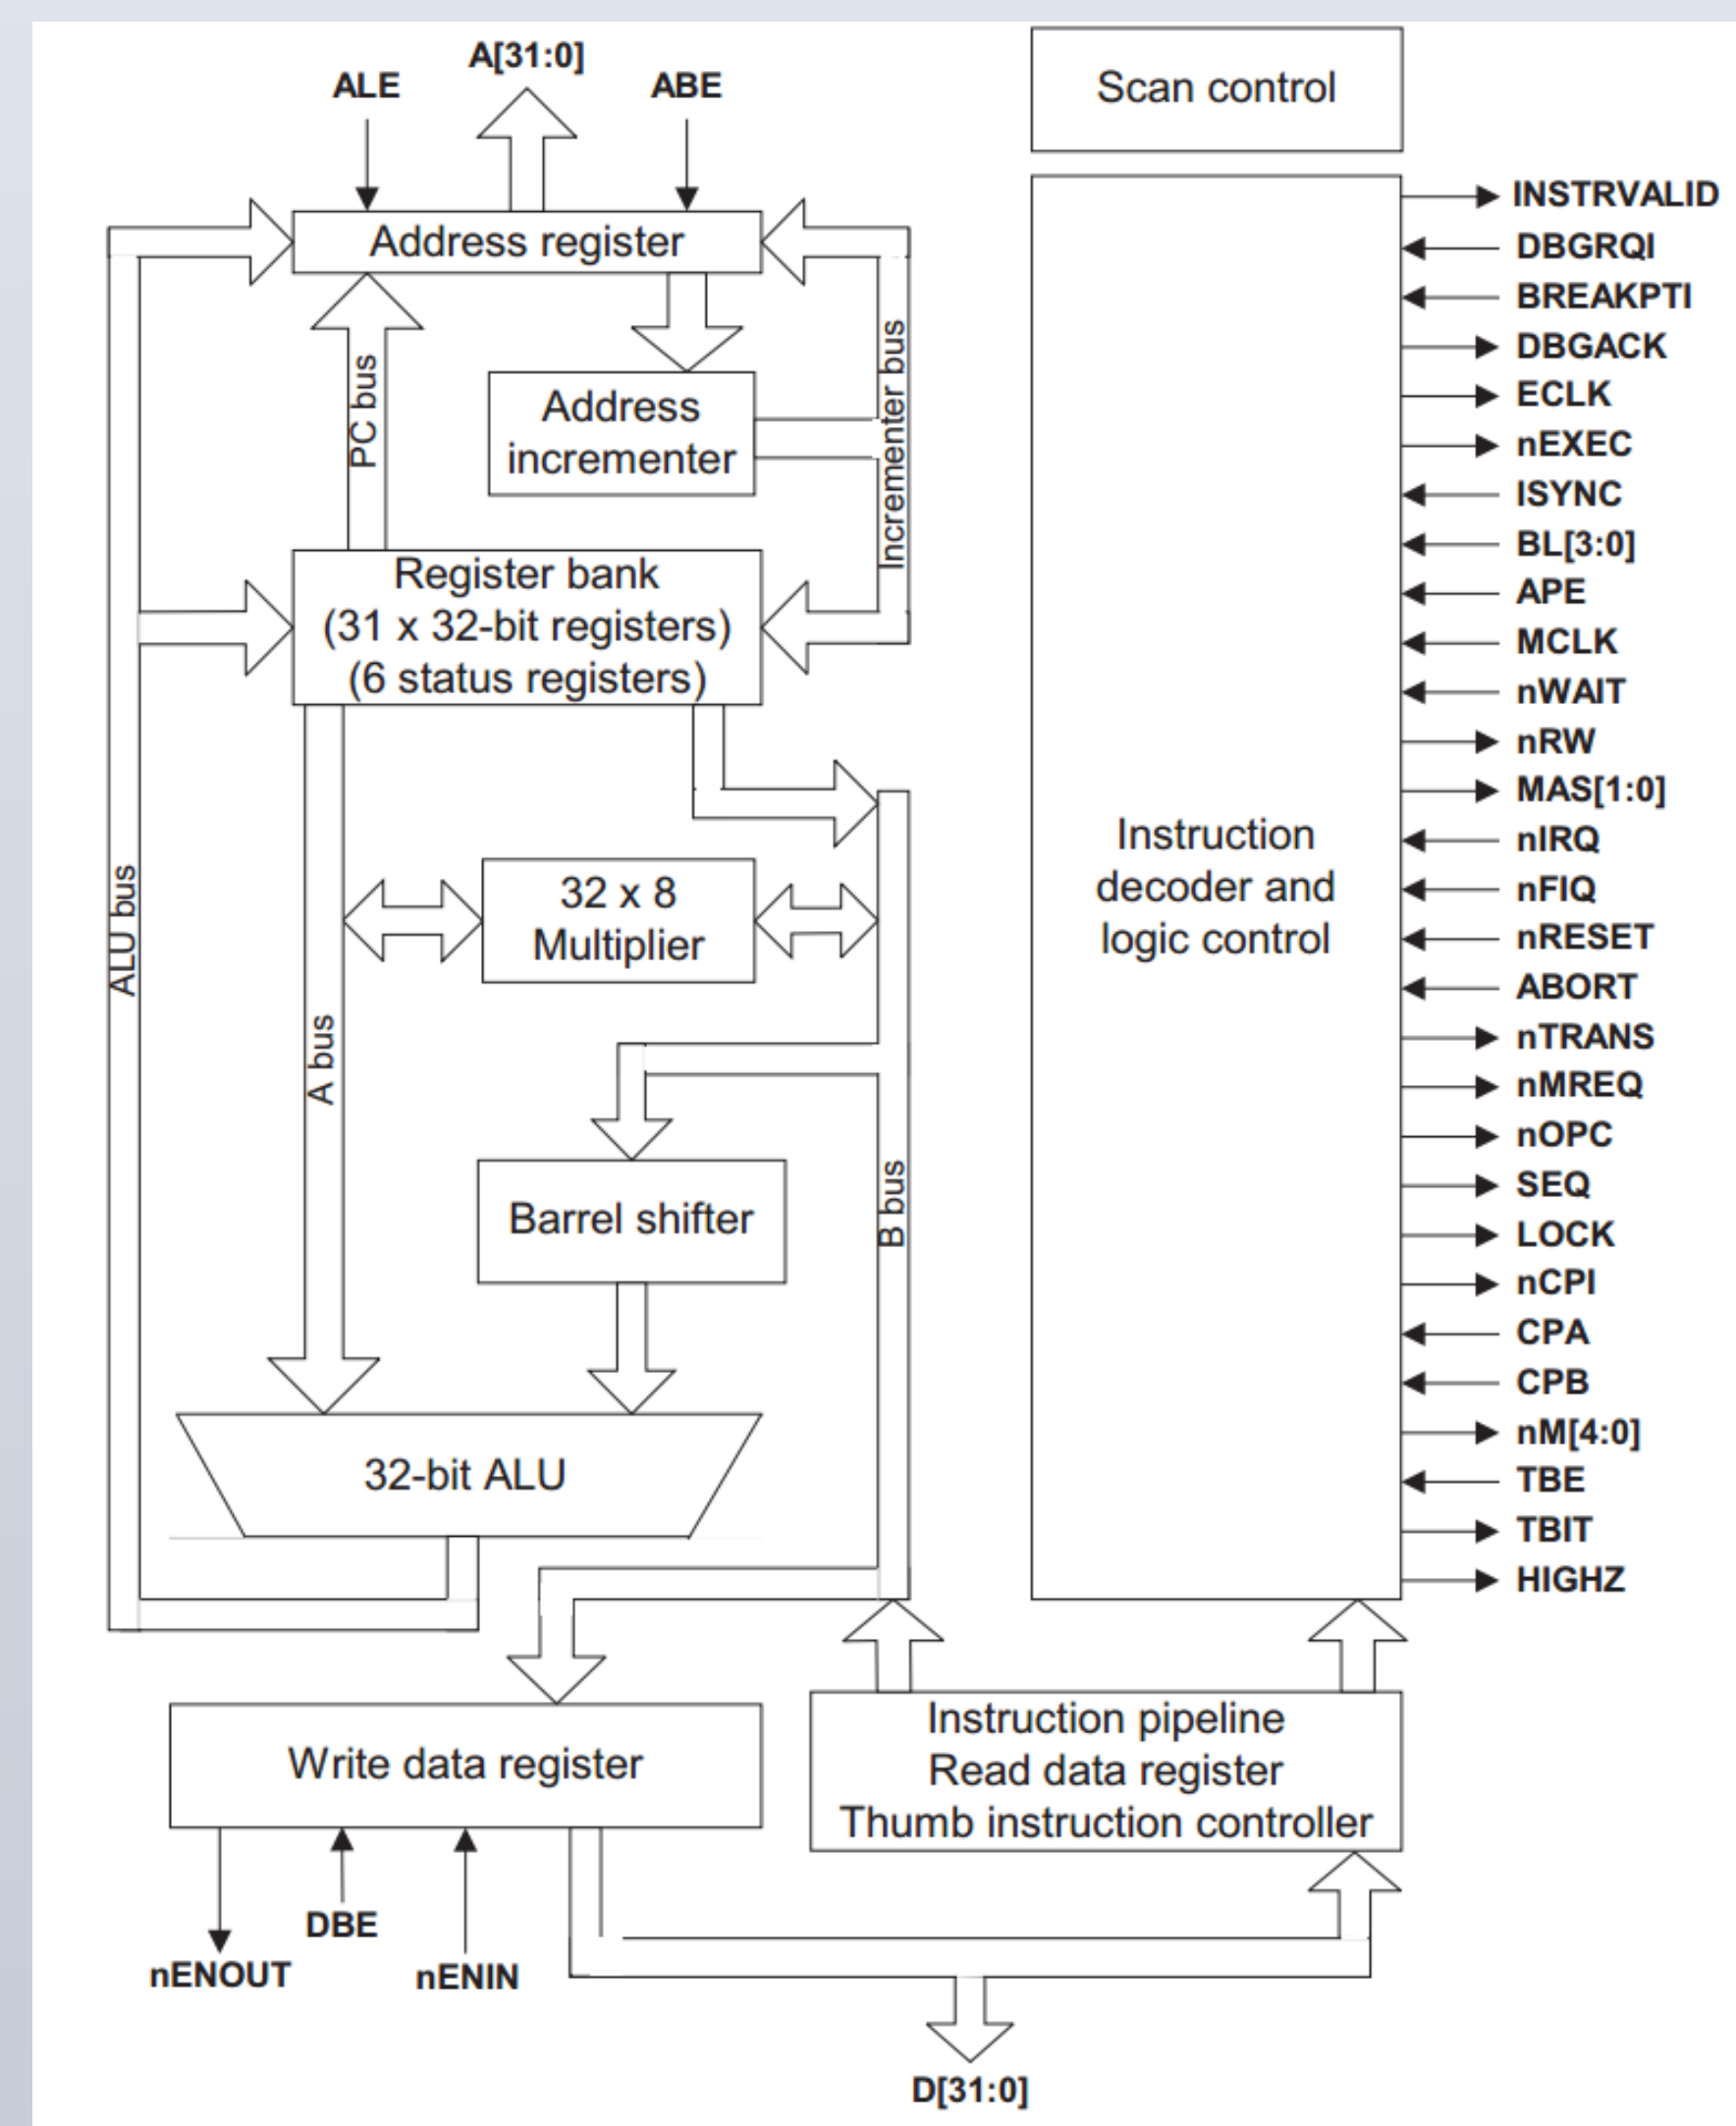 A[31:0]
ALE
ABE
Scan control
Address register
INSTRVALID
DBGRQI
BREAKPTI
DBGACK
ECLK
nEXEC
ISYNC
BL[3:0]
APE
MCLK
nWAIT
nRW
MAS[1:0]
nIRQ
nFIQ
nRESET
ABORT
nTRANS
nMREQ
nOPC
SEQ
LOCK
nCPI
CPA
CPB
nM[4:0]
TBE
TBIT
HIGHZ
PC bus
Address
incrementer
Incrementer bus
Register bank
(31 x 32-bit registers)
(6 status registers)
Instruction
decoder and
logic control
ALU bus
32 x 8
Multiplier
A bus
Barrel shifter
B bus
32-bit ALU
Write data register
Instruction pipeline
Read data register
Thumb instruction controller
nENOUT
DBE
nENIN
D[31:0]